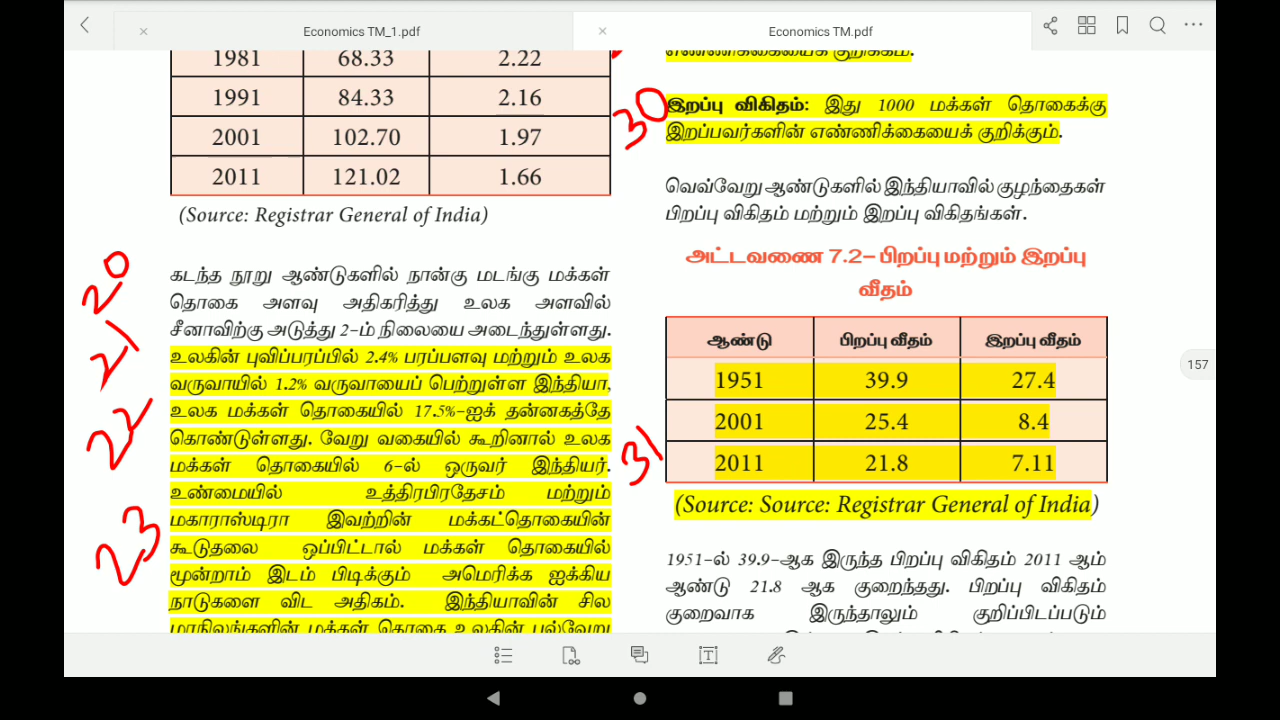 Economics TM_1.pdf
Economics TM.pdf
1981 68.33 2.22
1991 84.33 2.16
2001 102.70 1.97
2011 121.02 1.66
(Source: Registrar General of India)
20
21
22
23
கடந்த நூறு ஆண்டுகளில் நான்கு மடங்கு மக்கள்
தொகை அளவு அதிகரித்து உலக அளவில்
சீனாவிற்கு அடுத்து 2-ம் நிலையை அடைந்துள்ளது.
உலகின் புவிப்பரப்பில் 2.4% பரப்பளவு மற்றும் உலக
வருவாயில் 1.2% வருவாயைப் பெற்றுள்ள இந்தியா,
உலக மக்கள் தொகையில் 17.5%-ஐக் தன்னகத்தே
கொண்டுள்ளது. வேறு வகையில் கூறினால் உலக
மக்கள் தொகையில் 6-ல் ஒருவர் இந்தியர்.
உண்மையில் உத்திரபிரதேசம் மற்றும்
மகாராஸ்டிரா இவற்றின் மக்கட்தொகையின்
கூடுதலை ஒப்பிட்டால் மக்கள் தொகையில்
மூன்றாம் இடம் பிடிக்கும் அமெரிக்க ஐக்கிய
நாடுகளை விட அதிகம். இந்தியாவின் சில
மாநிலங்களின் மக்கள் தொகை உலகின் பல்வேறு
எண்ணிக்கையைக் குறிக்கும்.
30
இறப்பு விகிதம்: இது 1000 மக்கள் தொகைக்கு
இறப்பவர்களின் எண்ணிக்கையைக் குறிக்கும்.
வெவ்வேறு ஆண்டுகளில் இந்தியாவில் குழந்தைகள்
பிறப்பு விகிதம் மற்றும் இறப்பு விகிதங்கள்.
அட்டவணை 7.2– பிறப்பு மற்றும் இறப்பு
வீதம்
ஆண்டு பிறப்பு வீதம் இறப்பு வீதம்
1951 39.9 27.4
2001 25.4 8.4
31
2011 21.8 7.11
(Source: Source: Registrar General of India)
1951-ல் 39.9-ஆக இருந்த பிறப்பு விகிதம் 2011 ஆம்
ஆண்டு 21.8 ஆக குறைந்தது. பிறப்பு விகிதம்
குறைவாக இருந்தாலும் குறிப்பிடப்படும்
157